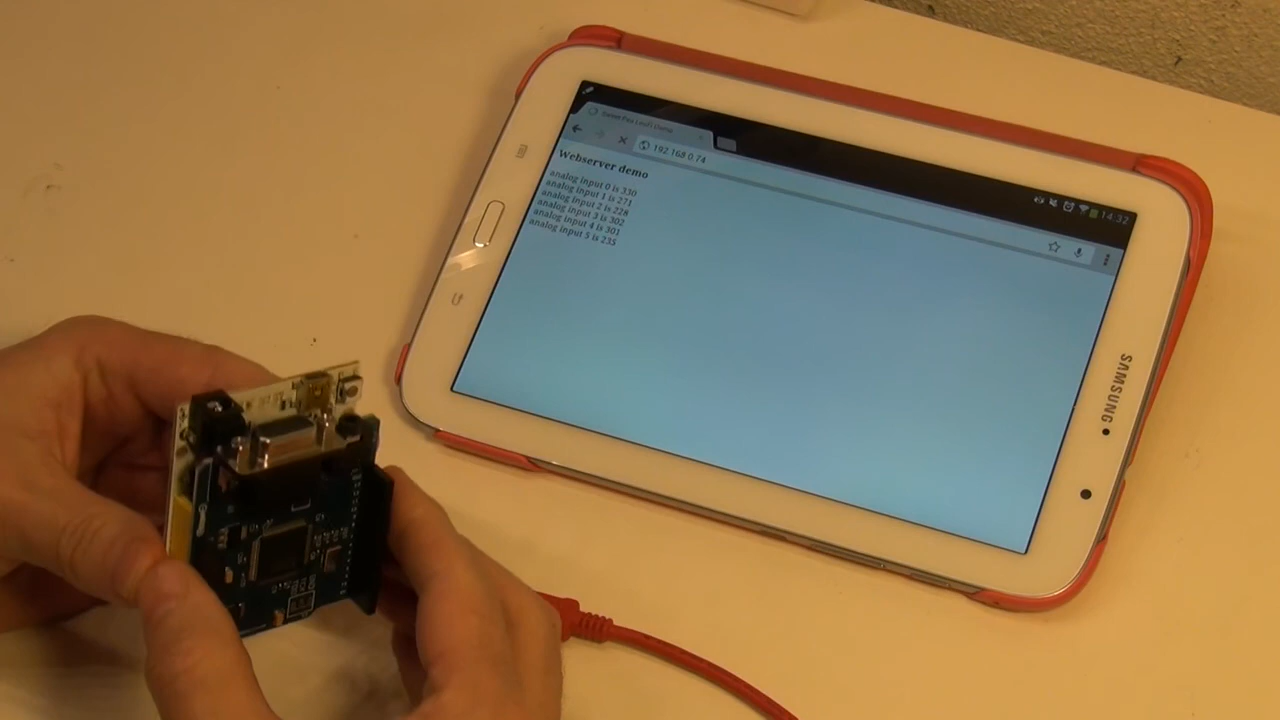 14:32
192.168.0.74
Webserver demo
analog input 0 is 330
analog input 1 is 271
analog input 2 is 228
analog input 3 is 302
analog input 4 is 301
analog input 5 is 235
SAMSUNG